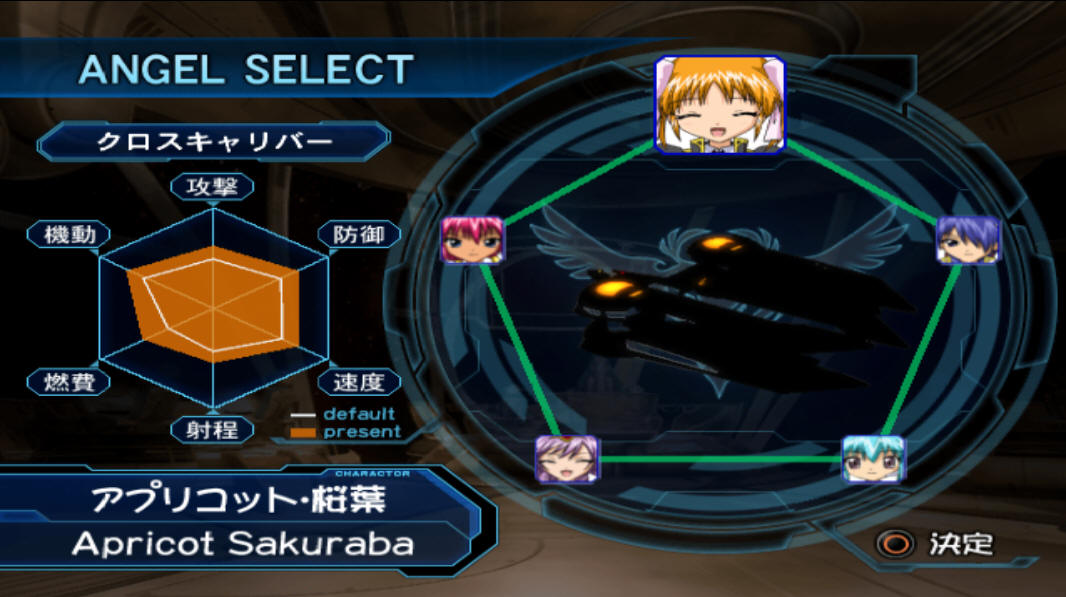 ANGEL SELECT
クロスキャリバー
攻撃
機動
防御
燃費
速度
射程
default
present
CHARACTOR
アプリコット・桜葉
Apricot Sakuraba
決定